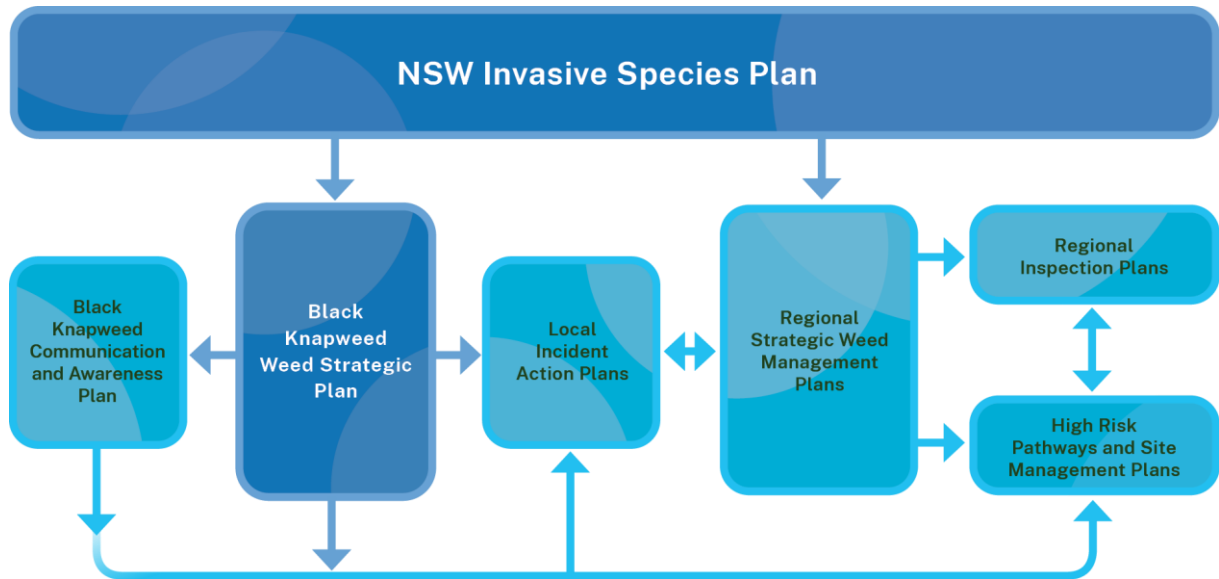 NSW Invasive Species Plan
Black
Knapweed
Communication
and Awareness
Plan
Black
Knapweed
Weed Strategic
Plan
Local
Incident
Action Plans
Regional
Strategic Weed
Management
Plans
Regional
Inspection Plans
High Risk
Pathways and Site
Management Plans